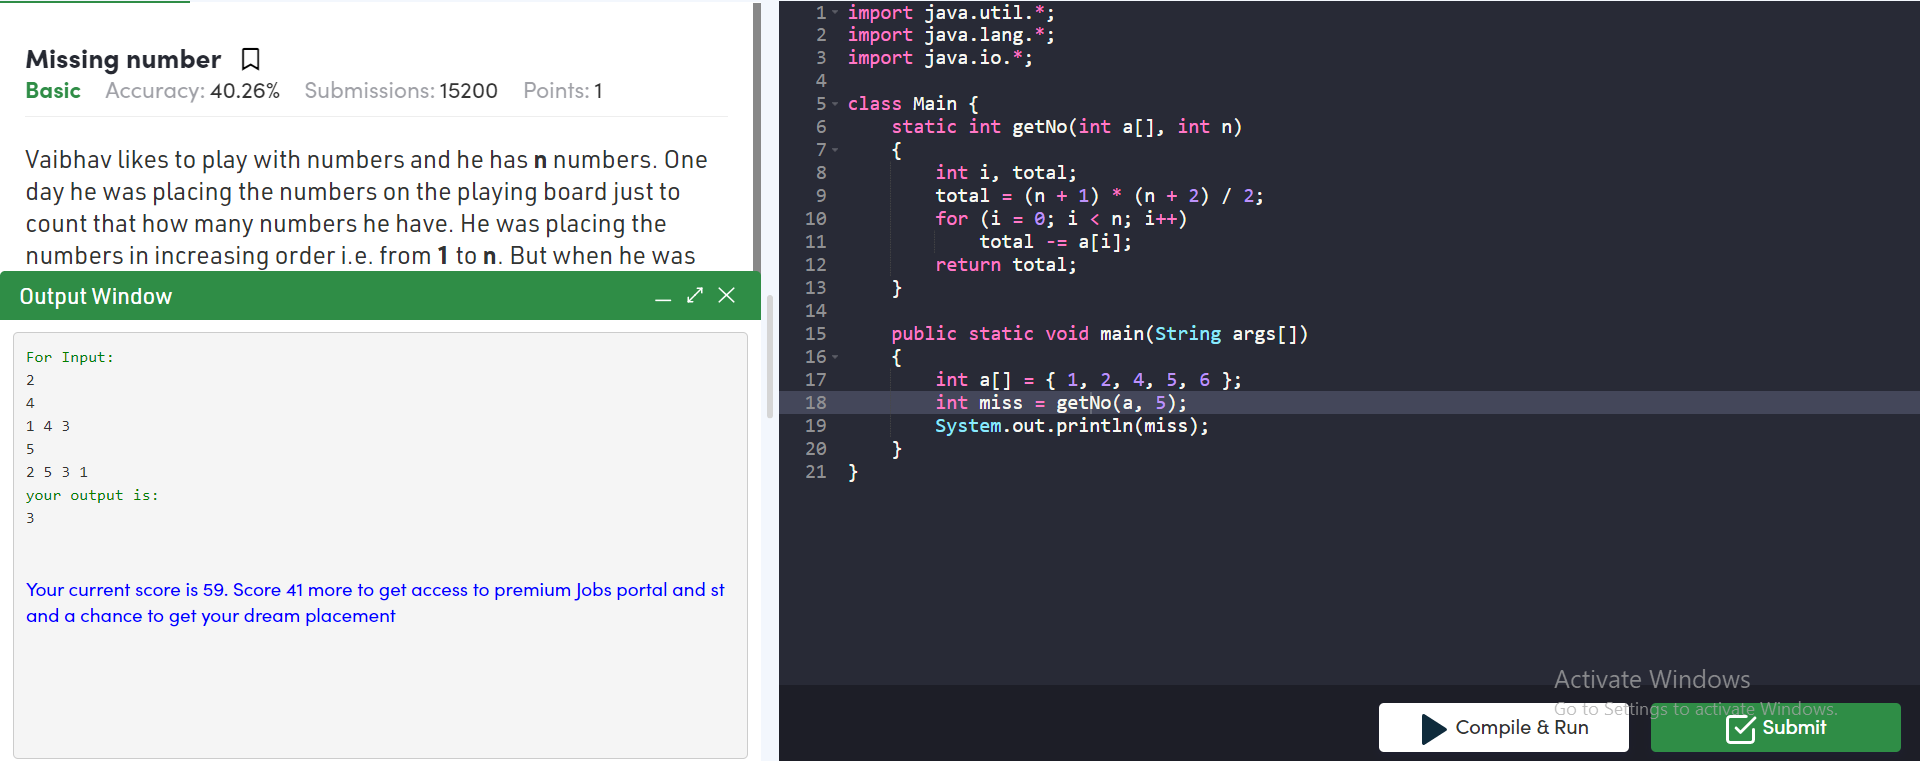 Missing number
Basic Accuracy: 40.26% Submissions: 15200 Points: 1
Vaibhav likes to play with numbers and he has n numbers. One
day he was placing the numbers on the playing board just to
count that how many numbers he have. He was placing the
numbers in increasing order i.e. from 1 to n. But when he was
Output Window
For Input:
2
4
1 4 3
5
2 5 3 1
your output is:
3
Your current score is 59. Score 41 more to get access to premium Jobs portal and st
and a chance to get your dream placement
1 import java.util.*;
2 import java.lang.*;
3 import java.io.*;
4
5 class Main {
6     static int getNo(int a[], int n)
7     {
8         int i, total;
9         total = (n + 1) * (n + 2) / 2;
10         for (i = 0; i < n; i++)
11             total -= a[i];
12         return total;
13     }
14
15     public static void main(String args[])
16     {
17         int a[] = { 1, 2, 4, 5, 6 };
18         int miss = getNo(a, 5);
19         System.out.println(miss);
20     }
21 }
Activate Windows
Go to Settings to activate Windows.
Compile & Run
Submit